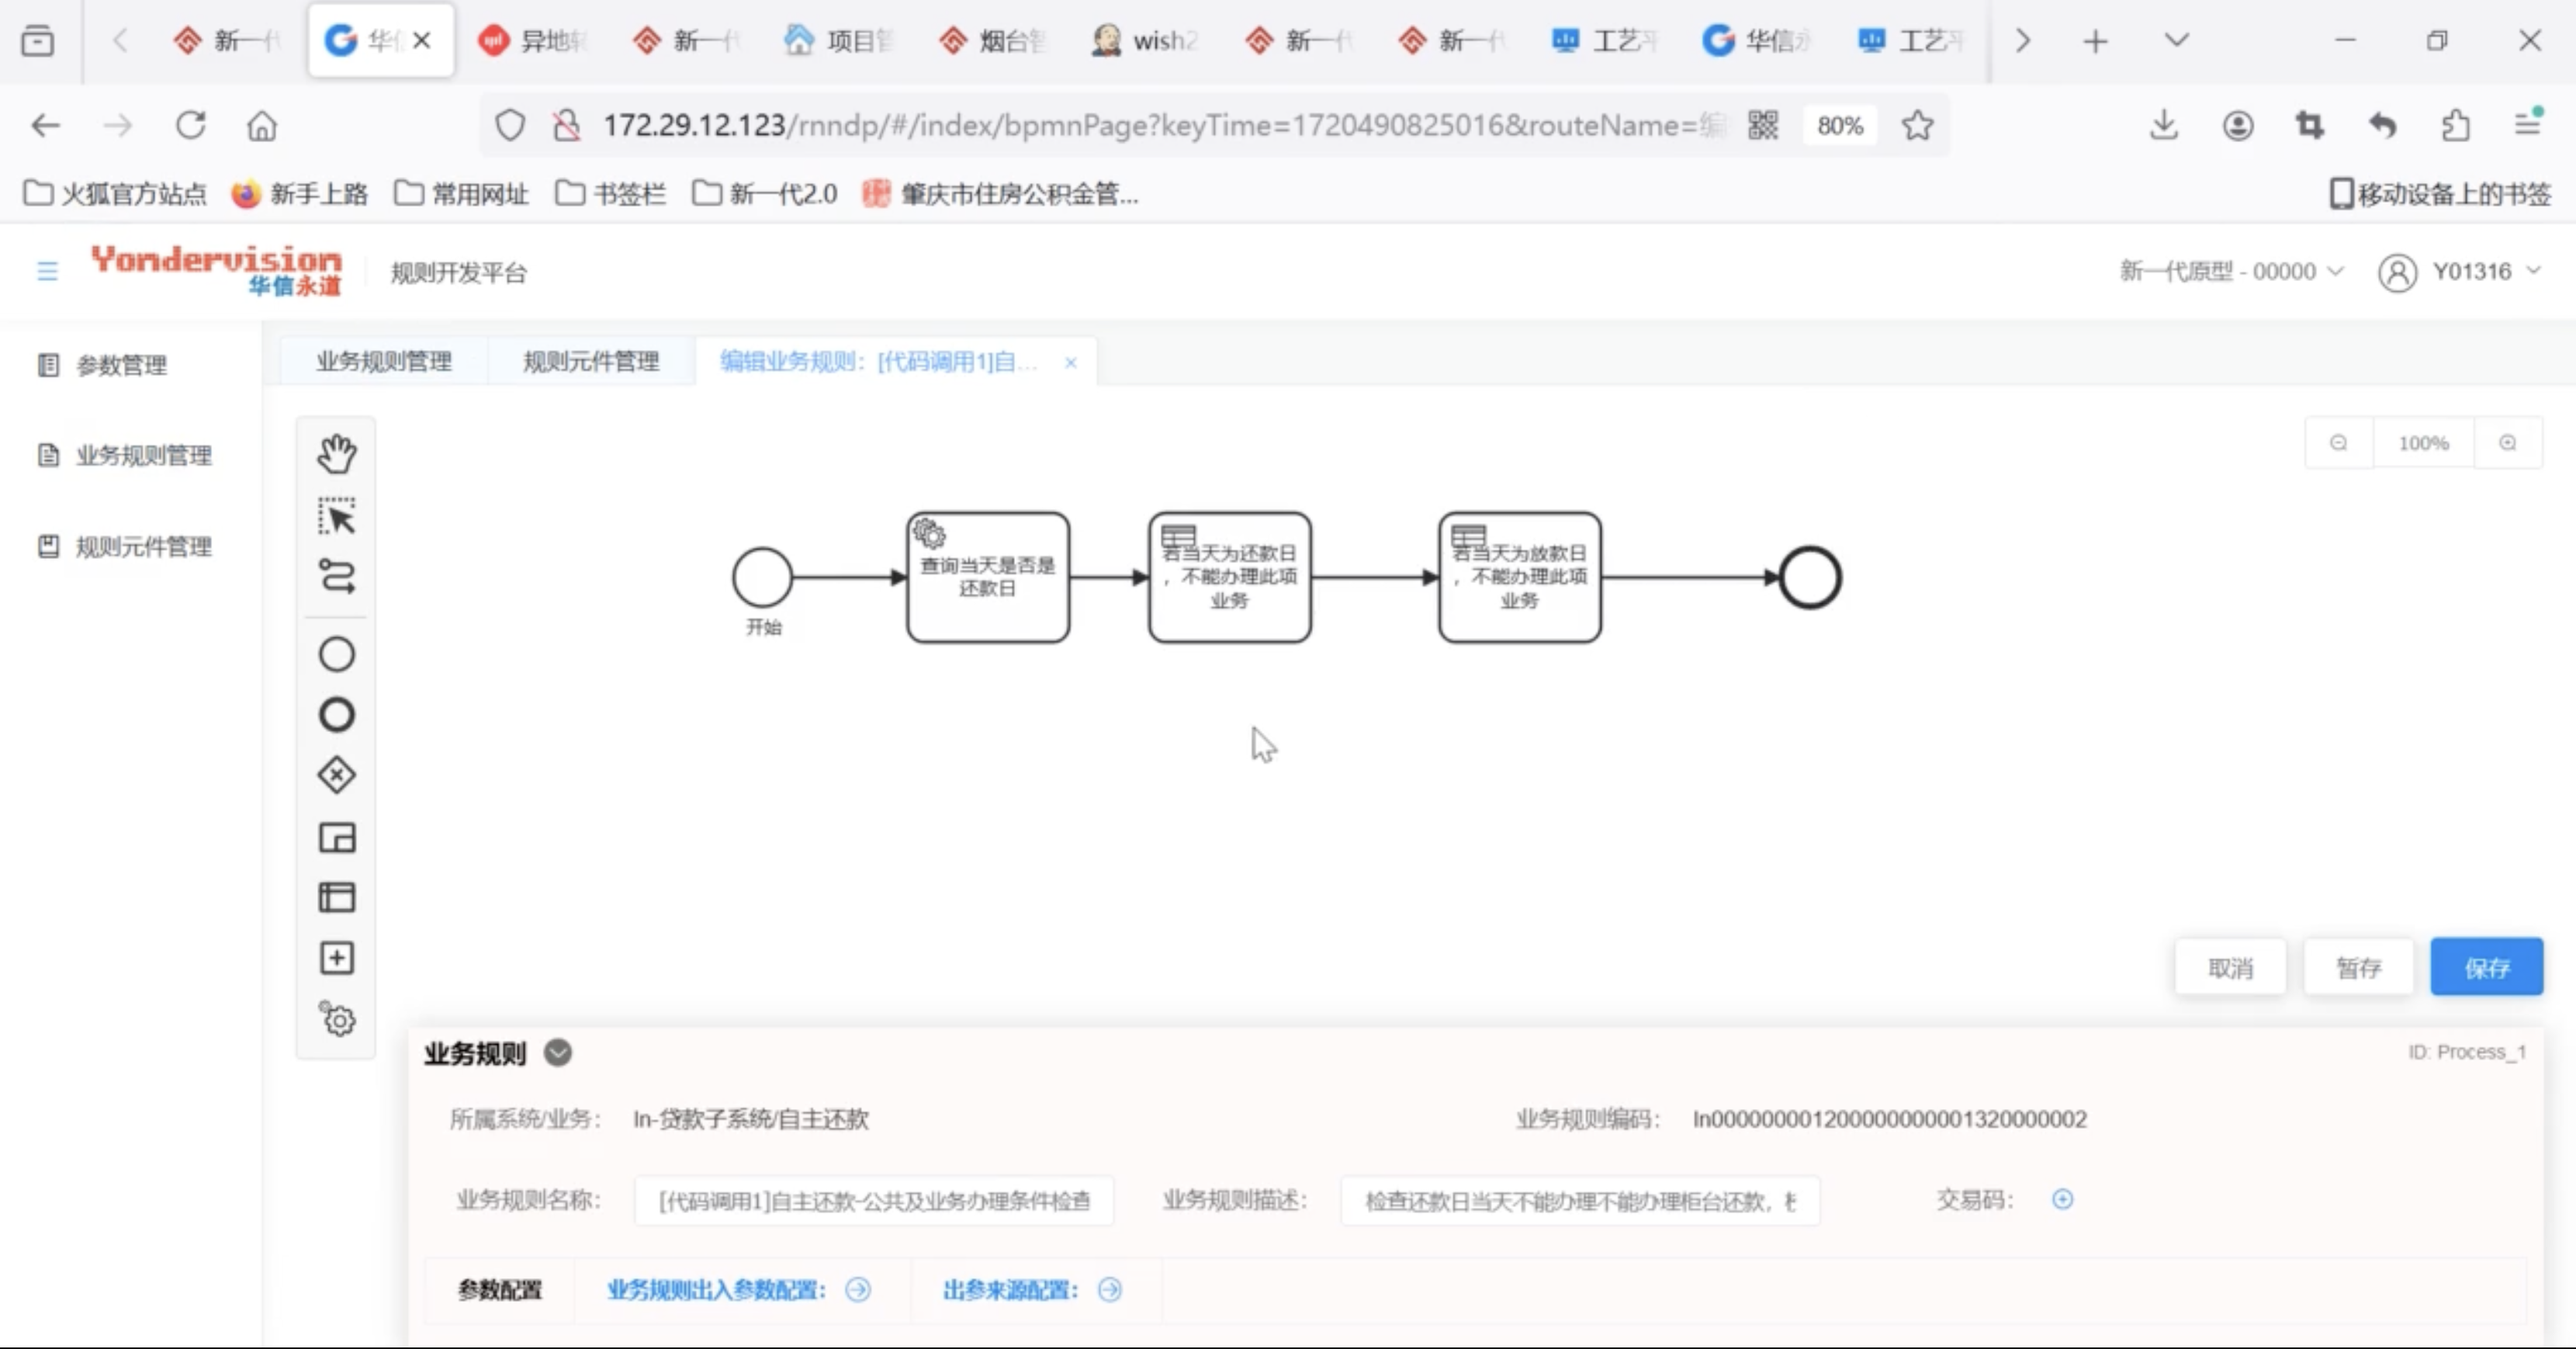 新一代
华信
异地转
新一代
项目管
烟台智
wish2
新一代
新一代
工艺平
华信永
工艺平
172.29.12.123/rnndp/#/index/bpmnPage?keyTime=1720490825016&routeName=编
80%
火狐官方站点
新手上路
常用网址
书签栏
新一代2.0
肇庆市住房公积金管...
移动设备上的书签
Yondervision
华信永道
规则开发平台
新一代原型 - 00000
Y01316
参数管理
业务规则管理
规则元件管理
业务规则管理
规则元件管理
编辑业务规则：[代码调用1]自...
100%
开始
查询当天是否是
还款日
若当天为还款日
，不能办理此项
业务
若当天为放款日
，不能办理此项
业务
取消
暂存
保存
业务规则
ID: Process_1
所属系统/业务：
ln-贷款子系统/自主还款
业务规则编码：
ln0000000012000000000001320000002
业务规则名称：
[代码调用1]自主还款-公共及业务办理条件检查
业务规则描述：
检查还款日当天不能办理不能办理柜台还款，
交易码：
参数配置
业务规则出入参数配置：
出参来源配置：